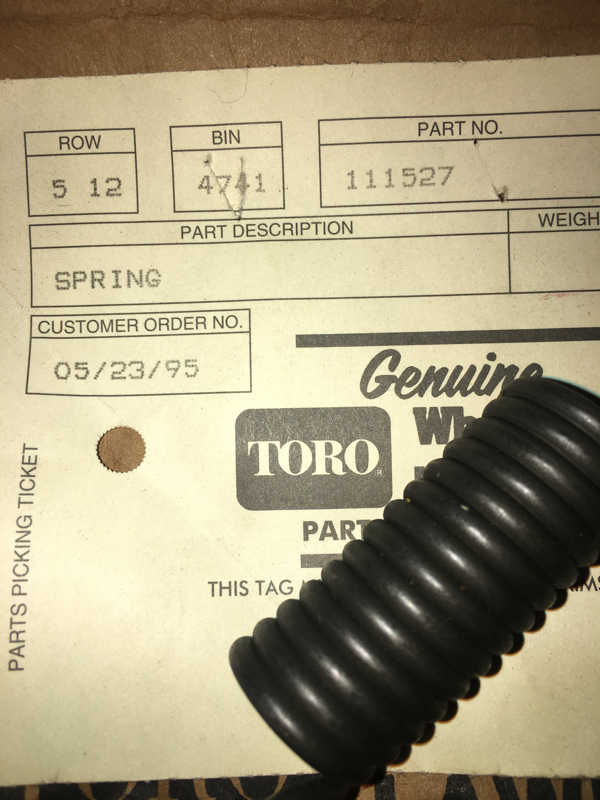 ROW
BIN
PART NO.
5 12
4741
111527
PART DESCRIPTION
WEIGH
SPRING
CUSTOMER ORDER NO.
05/23/95
Genuine
TORO
Wh
PART
THIS TAG
PARTS PICKING TICKET